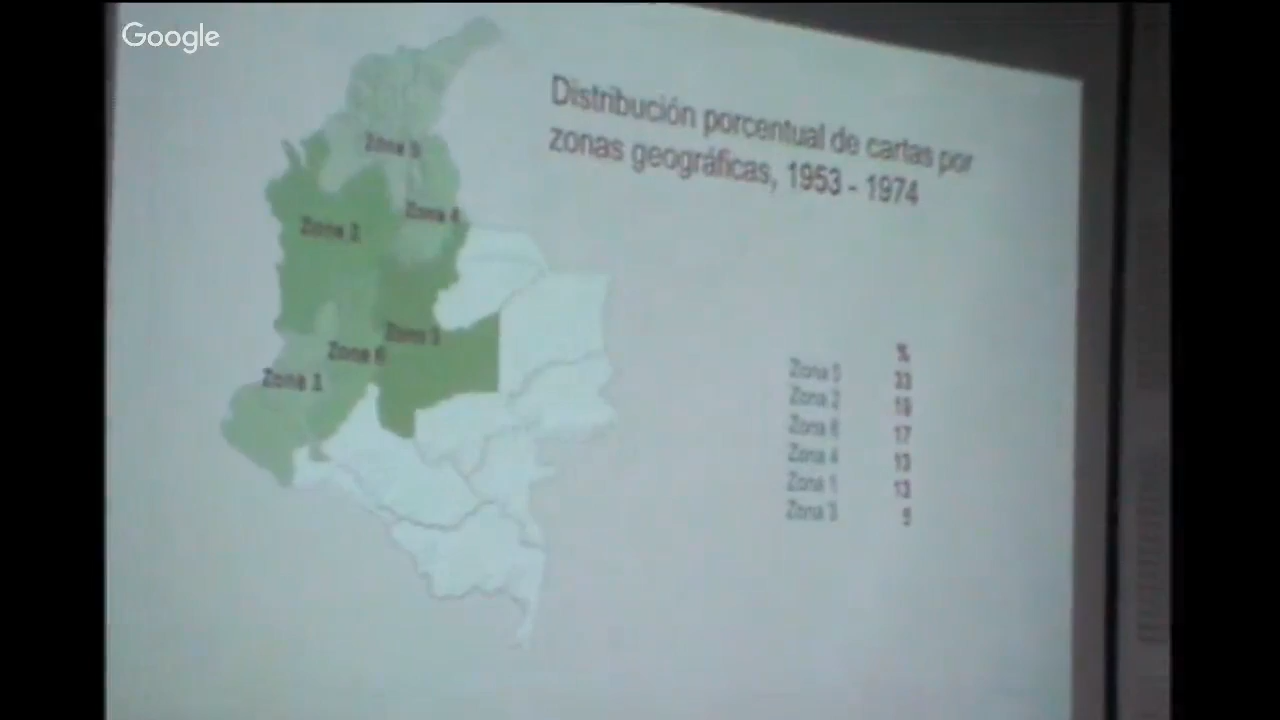 Google
Distribución porcentual de cartas por
zonas geográficas, 1953 - 1974
Zona 5
Zona 4
Zona 2
Zona 3
Zona 6
Zona 1
%
Zona 5 33
Zona 2 19
Zona 6 17
Zona 4 13
Zona 1 13
Zona 3 5